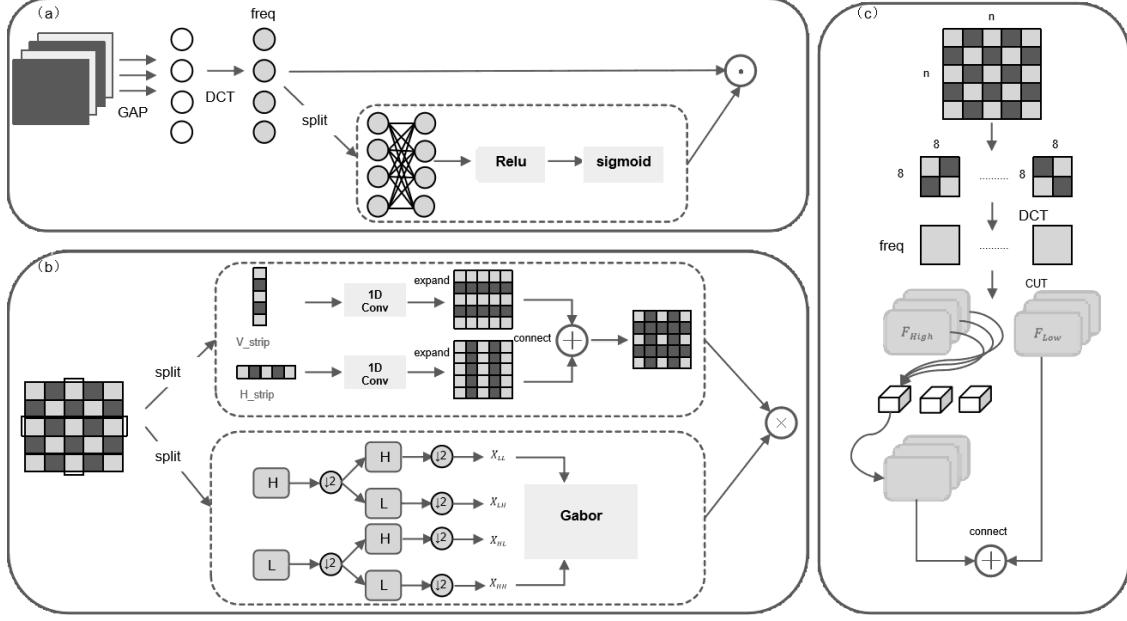 (a)
freq
GAP
DCT
split
Relu
sigmoid
(b)
V_strip
H_strip
1D
Conv
expand
1D
Conv
expand
connect
split
split
H
↓2
H
↓2
X_LL
L
↓2
X_LH
L
↓2
H
↓2
X_HL
L
↓2
X_HH
Gabor
(c)
n
n
8
8
8
8
..........
DCT
freq
..........
CUT
F_High
F_Low
connect